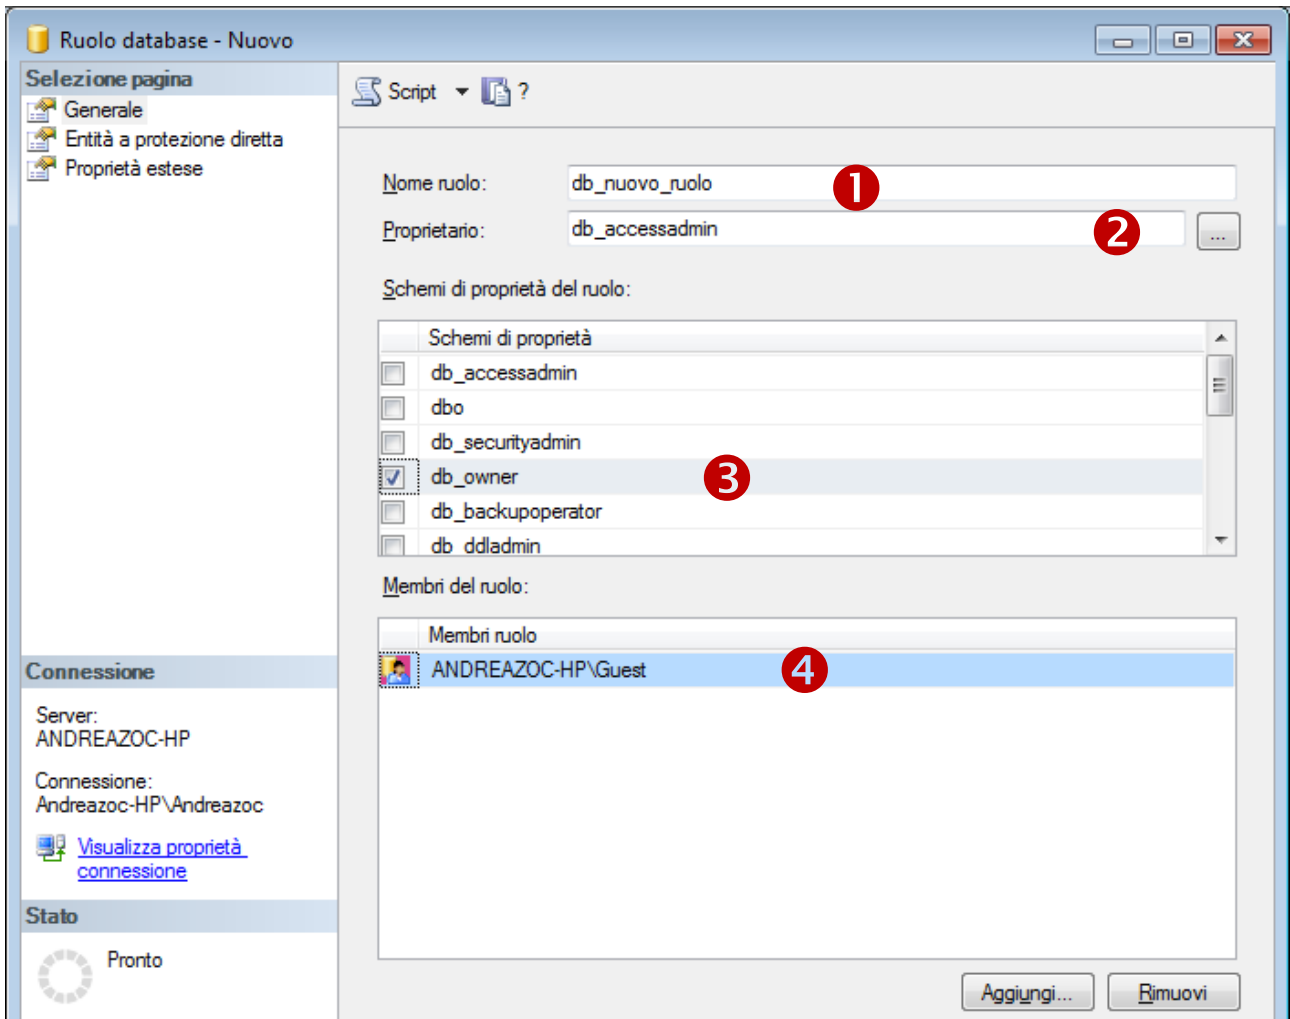 Ruolo database - Nuovo
Selezione pagina
Generale
Entità a protezione diretta
Proprietà estese
Script ?
Nome ruolo: db_nuovo_ruolo 1
Proprietario: db_accessadmin 2 ...
Schemi di proprietà del ruolo:
Schemi di proprietà
db_accessadmin
dbo
db_securityadmin
db_owner 3
db_backupoperator
db_ddladmin
Membri del ruolo:
Membri ruolo
ANDREAZOC-HP\Guest 4
Aggiungi... Rimuovi
Connessione
Server:
ANDREAZOC-HP
Connessione:
Andreazoc-HP\Andreazoc
Visualizza proprietà
connessione
Stato
Pronto